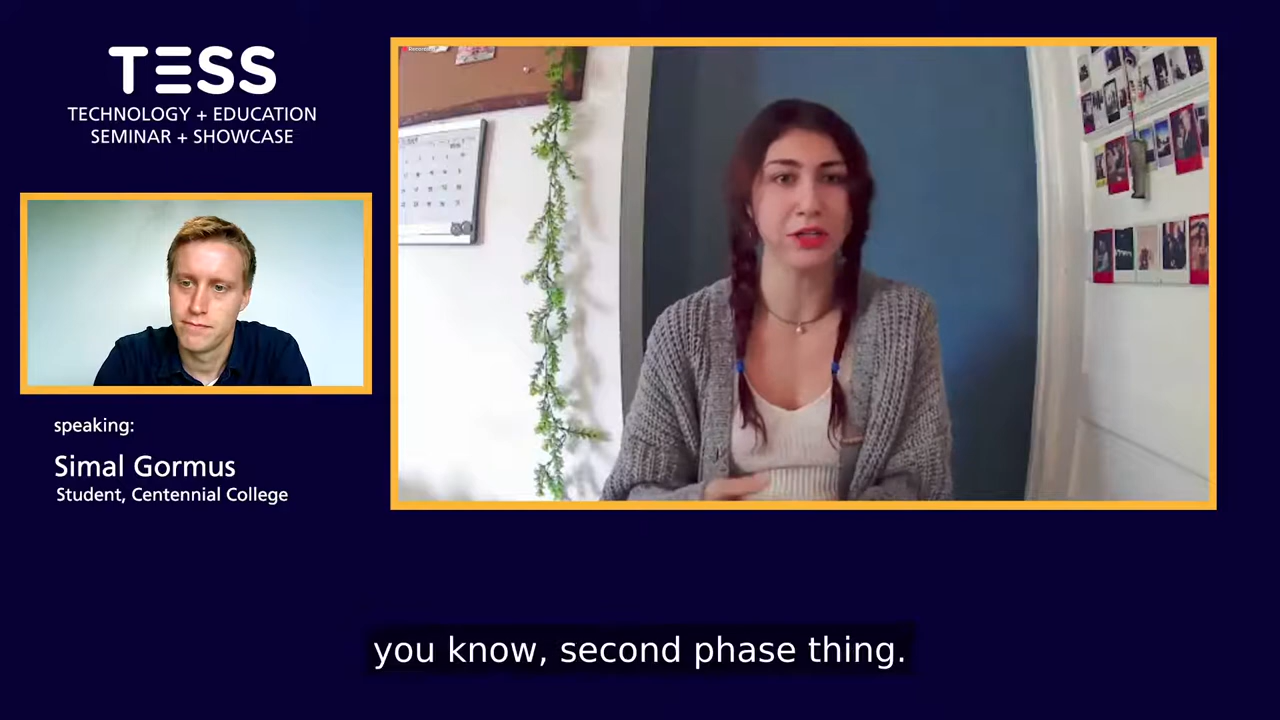 TESS
TECHNOLOGY + EDUCATION
SEMINAR + SHOWCASE
speaking:
Simal Gormus
Student, Centennial College
you know, second phase thing.